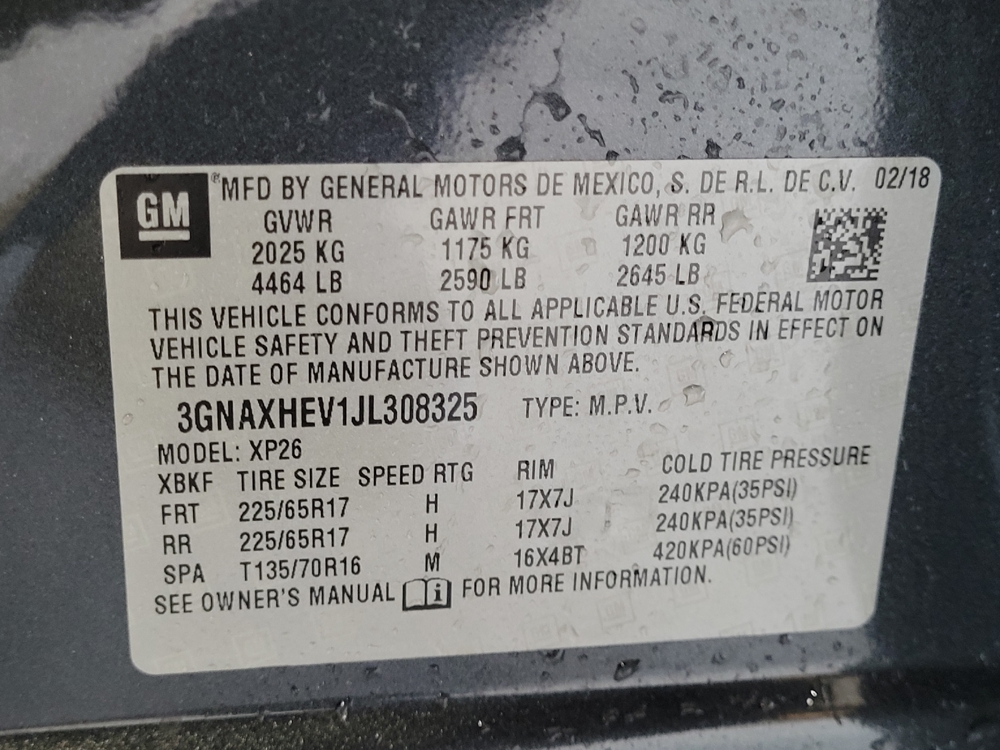 GM
® MFD BY GENERAL MOTORS DE MEXICO, S. DE R.L. DE C.V. 02/18
GVWR GAWR FRT GAWR RR
2025 KG 1175 KG 1200 KG
4464 LB 2590 LB 2645 LB
THIS VEHICLE CONFORMS TO ALL APPLICABLE U.S. FEDERAL MOTOR
VEHICLE SAFETY AND THEFT PREVENTION STANDARDS IN EFFECT ON
THE DATE OF MANUFACTURE SHOWN ABOVE.
3GNAXHEV1JL308325 TYPE: M.P.V.
MODEL: XP26
XBKF TIRE SIZE SPEED RTG RIM COLD TIRE PRESSURE
FRT 225/65R17 H 17X7J 240KPA(35PSI)
RR 225/65R17 H 17X7J 240KPA(35PSI)
SPA T135/70R16 M 16X4BT 420KPA(60PSI)
SEE OWNER'S MANUAL i FOR MORE INFORMATION.